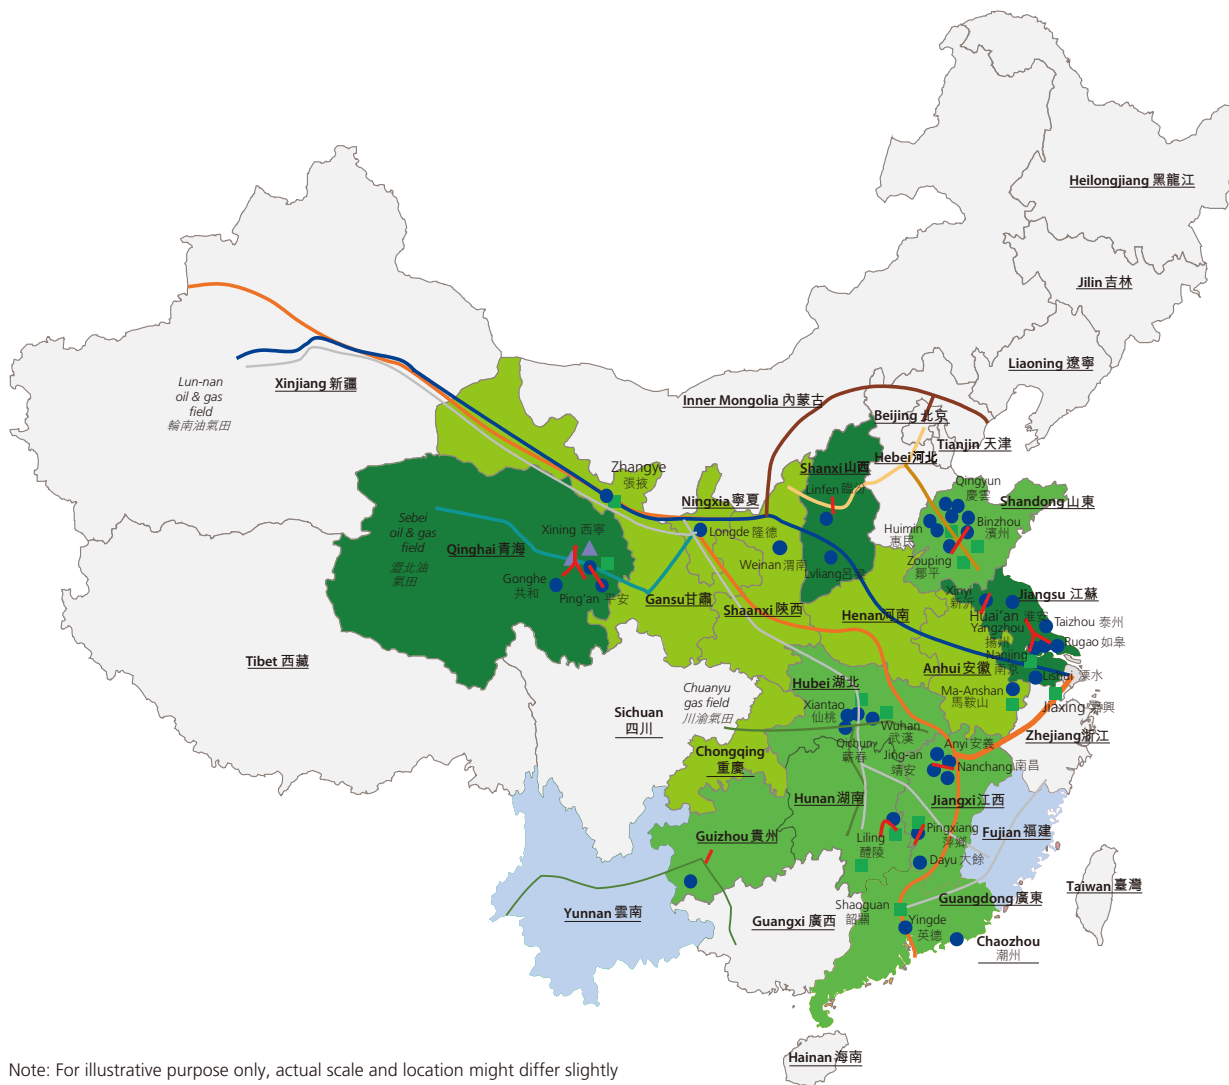 Heilongjiang 黑龍江
Jilin 吉林
Liaoning 遼寧
Lun-nan
oil & gas
field
輪南油氣田
Xinjiang 新疆
Inner Mongolia 內蒙古
Beijing 北京
Tianjin 天津
Hebei 河北
Shanxi 山西
Linfen 臨汾
Zhangye
張掖
Ningxia 寧夏
Qingyun
慶雲
Shandong 山東
Huimin
惠民
Binzhou
濱州
Zouping
鄒平
Sebei
oil & gas
field
澀北油
氣田
Qinghai 青海
Xining 西寧
Longde 隆德
Weinan 渭南
Lvliang 呂梁
Gonghe
共和
Ping'an 平安
Gansu 甘肅
Shaanxi 陝西
Henan 河南
Xinyi
新沂
Jiangsu 江蘇
Huai'an 淮安
Yangzhou
揚州
Taizhou 泰州
Rugao 如皋
Nanjing
南京
Lishui 溧水
Anhui 安徽
Ma-Anshan
馬鞍山
Jiaxing 嘉興
Zhejiang 浙江
Tibet 西藏
Sichuan
四川
Chuanyu
gas field
川渝氣田
Hubei 湖北
Xiantao
仙桃
Wuhan
武漢
Qichun
蘄春
Chongqing
重慶
Jing-an
靖安
Anyi 安義
Nanchang 南昌
Hunan 湖南
Jiangxi 江西
Guizhou 貴州
Liling
醴陵
Pingxiang
萍鄉
Fujian 福建
Dayu 大餘
Taiwan 臺灣
Yunnan 雲南
Guangxi 廣西
Shaoguan
韶關
Guangdong 廣東
Yingde
英德
Chaozhou
潮州
Hainan 海南
Note: For illustrative purpose only, actual scale and location might differ slightly